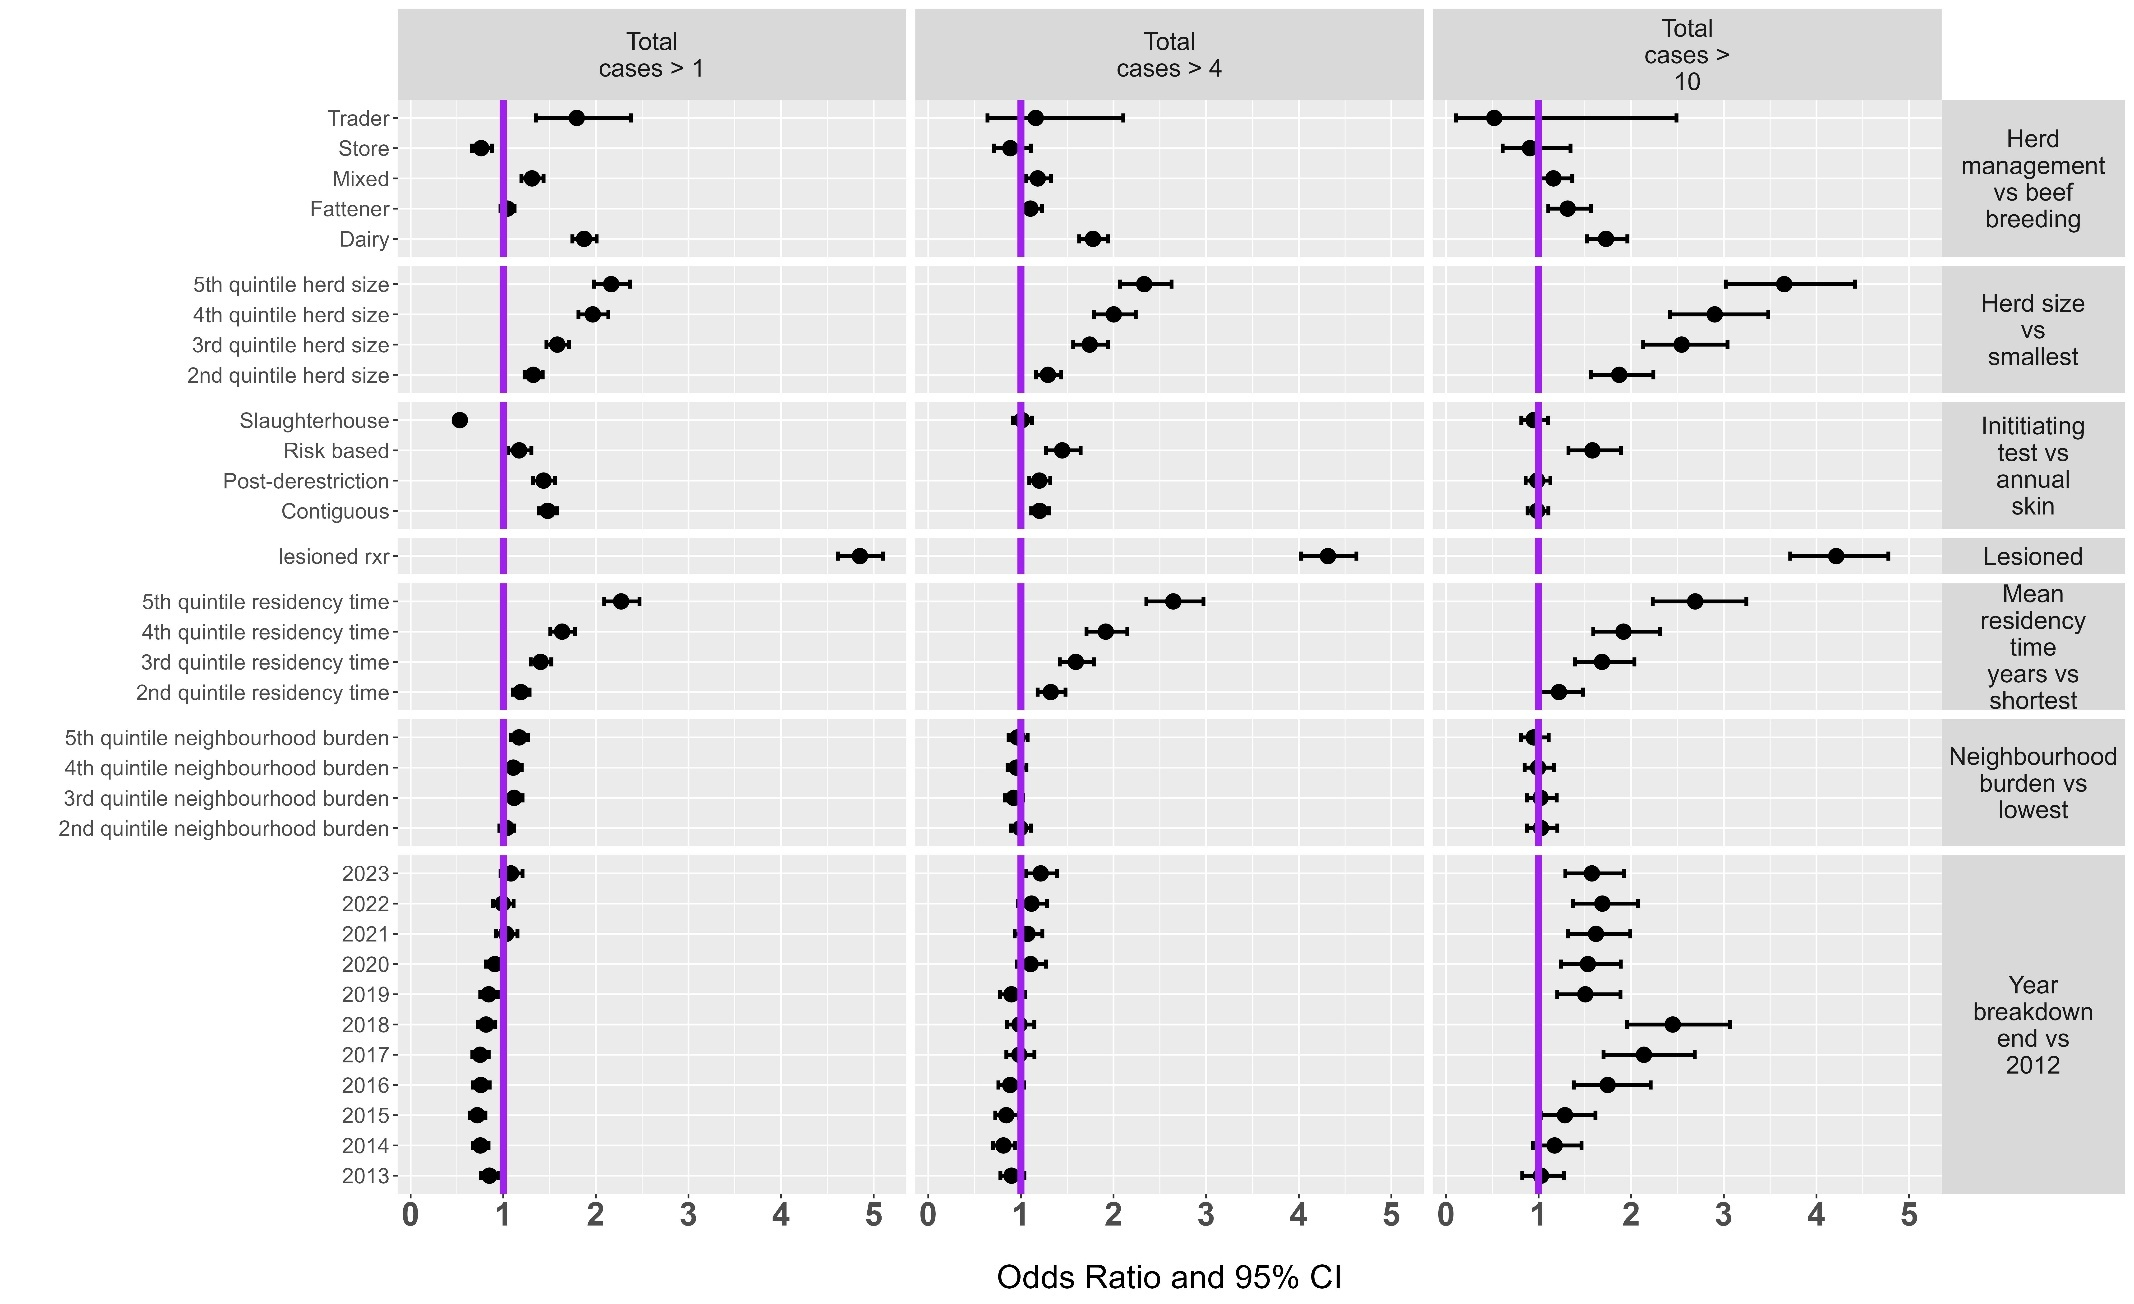 Total
cases > 1
Total
cases > 4
Total
cases >
10
Trader
Store
Mixed
Fattener
Dairy
Herd
management
vs beef
breeding
5th quintile herd size
4th quintile herd size
3rd quintile herd size
2nd quintile herd size
Herd size
vs
smallest
Slaughterhouse
Risk based
Post-derestriction
Contiguous
Inititiating
test vs
annual
skin
lesioned rxr
Lesioned
5th quintile residency time
4th quintile residency time
3rd quintile residency time
2nd quintile residency time
Mean
residency
time
years vs
shortest
5th quintile neighbourhood burden
4th quintile neighbourhood burden
3rd quintile neighbourhood burden
2nd quintile neighbourhood burden
Neighbourhood
burden vs
lowest
2023
2022
2021
2020
2019
2018
2017
2016
2015
2014
2013
Year
breakdown
end vs
2012
0 1 2 3 4 5
0 1 2 3 4 5
0 1 2 3 4 5
Odds Ratio and 95% CI